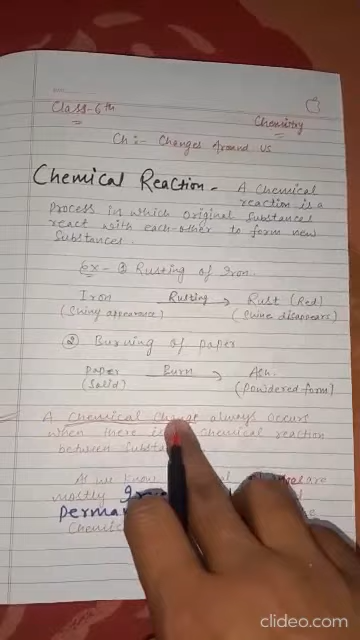 Class-6th
Chemistry
Ch:- Changes Around us
Chemical Reaction - A Chemical
reaction is a
process in which original substances
react with each-other to form new
Substances.
Ex- ① Rusting of Iron.
Iron Rusting → Rust (Red)
(Shiny appearance) (Shine disappears)
② Burning of paper
Paper Burn → Ash
(Solid) (Powdered form)
A Chemical Change always occurs
when there is Chemical reaction
between
As we know are
mostly
Chemic
clideo.com